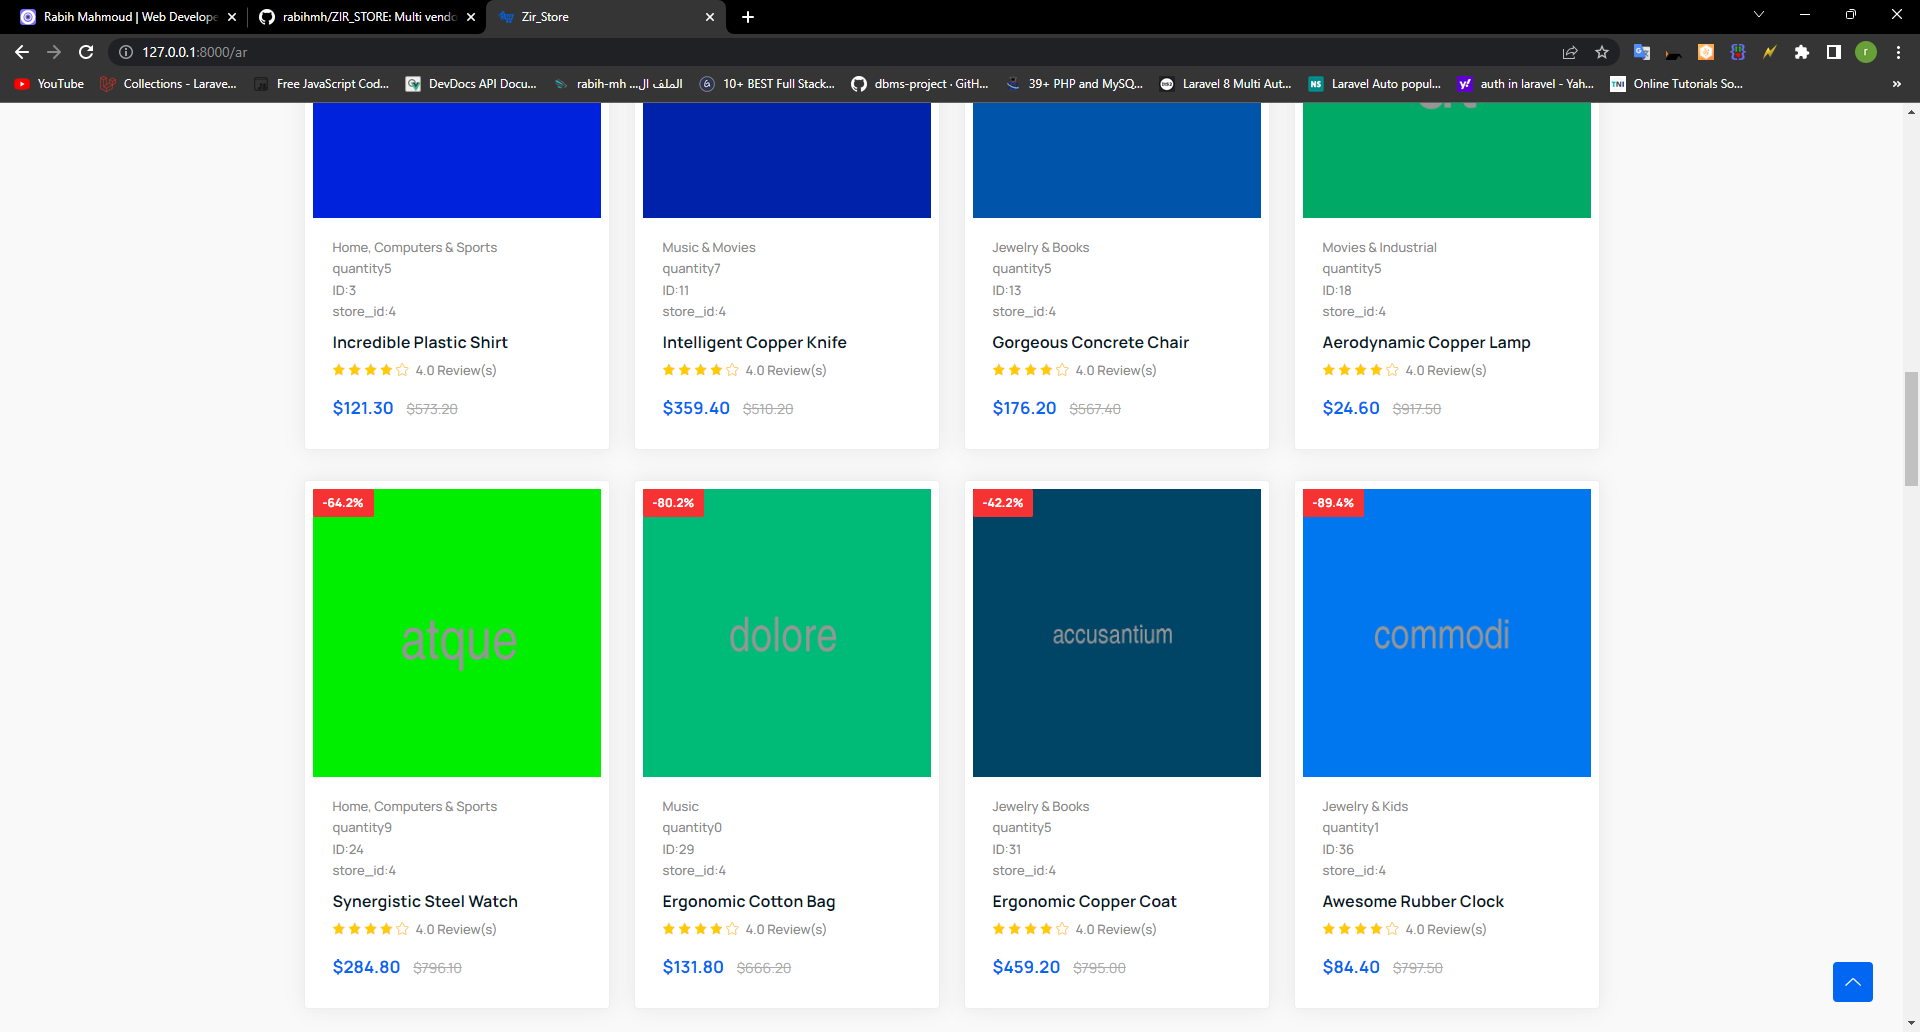 Rabih Mahmoud | Web Develope
rabihmh/ZIR_STORE: Multi vendo
Zir_Store
127.0.0.1:8000/ar
YouTube
Collections - Larave...
Free JavaScript Cod...
DevDocs API Docu...
rabih-mh ...الملف ال
10+ BEST Full Stack...
dbms-project · GitH...
39+ PHP and MySQ...
Laravel 8 Multi Aut...
NS
Laravel Auto popul...
y!
auth in laravel - Yah...
TNI
Online Tutorials So...
»
r
Home, Computers & Sports
quantity5
ID:3
store_id:4
Incredible Plastic Shirt
4.0 Review(s)
$121.30 $573.20
Music & Movies
quantity7
ID:11
store_id:4
Intelligent Copper Knife
4.0 Review(s)
$359.40 $510.20
Jewelry & Books
quantity5
ID:13
store_id:4
Gorgeous Concrete Chair
4.0 Review(s)
$176.20 $567.40
Movies & Industrial
quantity5
ID:18
store_id:4
Aerodynamic Copper Lamp
4.0 Review(s)
$24.60 $917.50
-64.2%
atque
Home, Computers & Sports
quantity9
ID:24
store_id:4
Synergistic Steel Watch
4.0 Review(s)
$284.80 $796.10
-80.2%
dolore
Music
quantity0
ID:29
store_id:4
Ergonomic Cotton Bag
4.0 Review(s)
$131.80 $666.20
-42.2%
accusantium
Jewelry & Books
quantity5
ID:31
store_id:4
Ergonomic Copper Coat
4.0 Review(s)
$459.20 $795.00
-89.4%
commodi
Jewelry & Kids
quantity1
ID:36
store_id:4
Awesome Rubber Clock
4.0 Review(s)
$84.40 $797.50